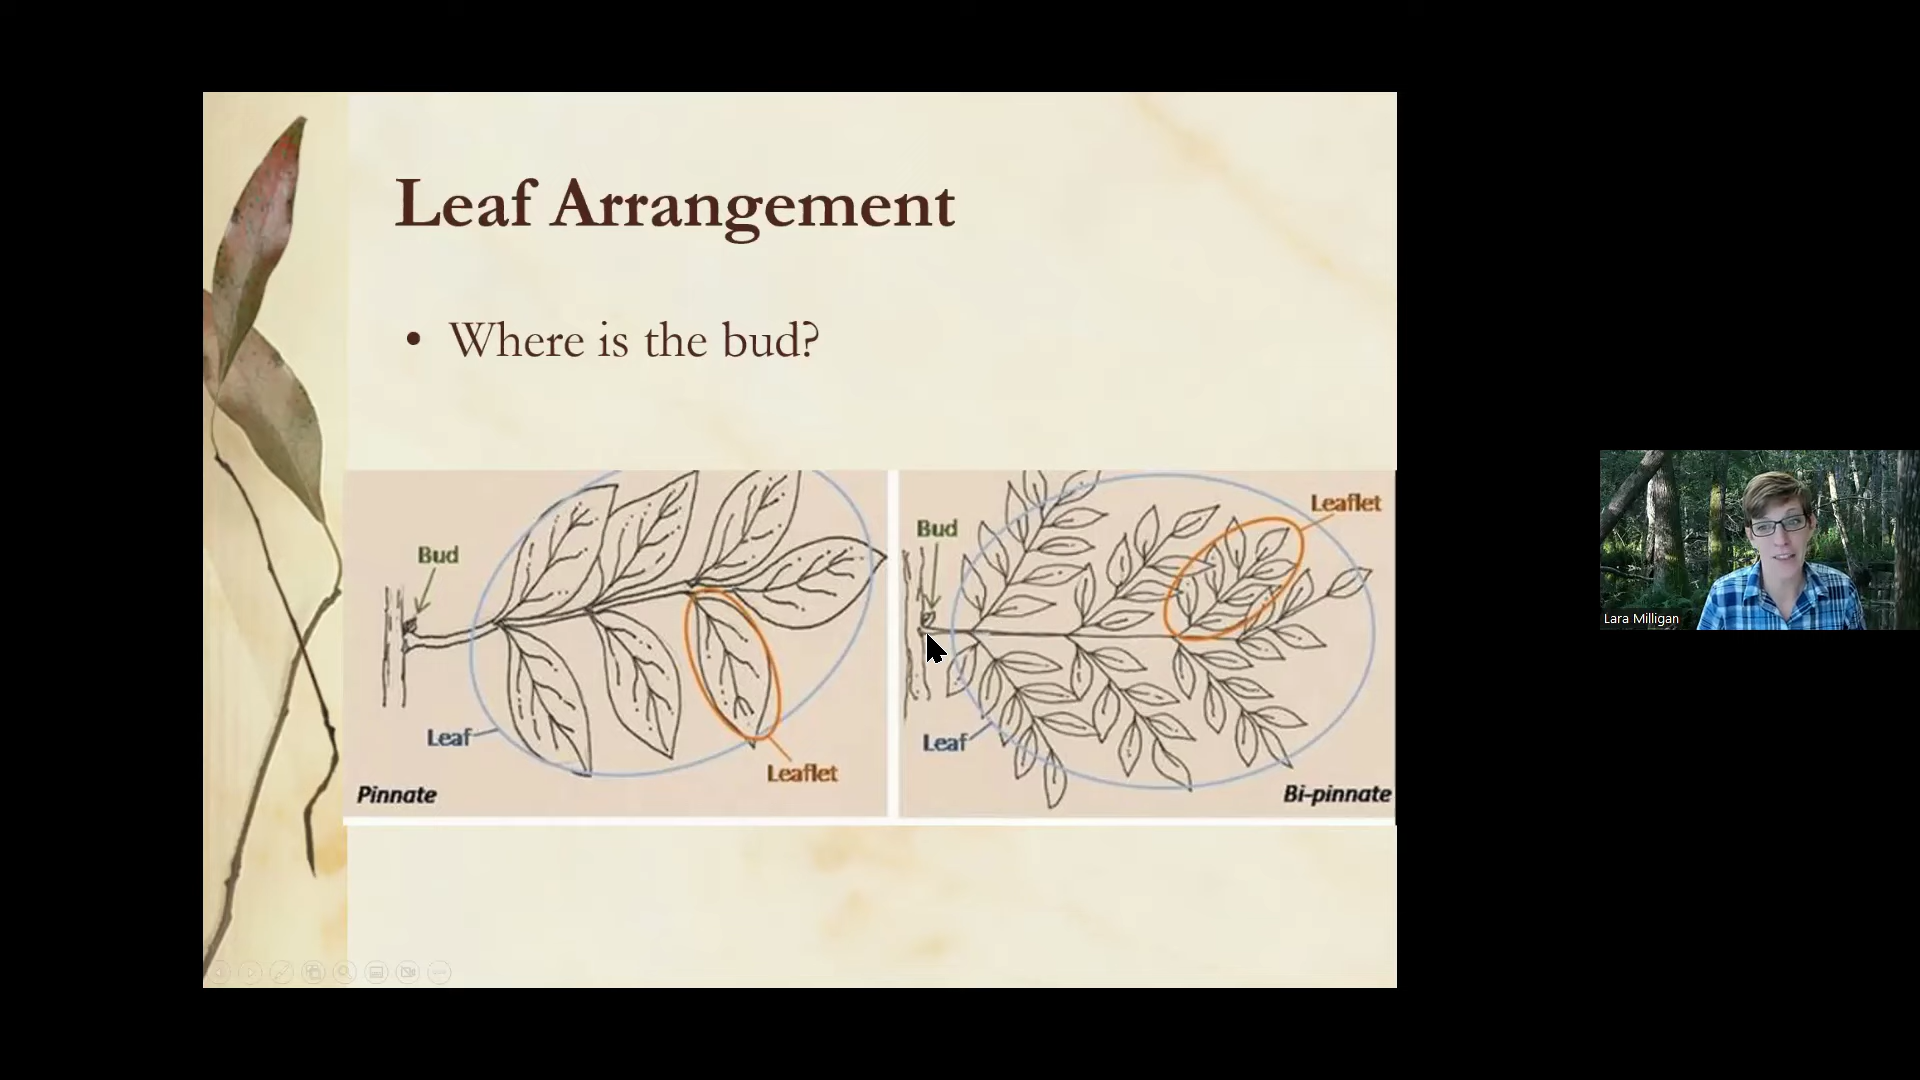 Leaf Arrangement
• Where is the bud?
Bud
Leaf
Leaflet
Pinnate
Bud
Leaflet
Leaf
Bi-pinnate
Lara Milligan